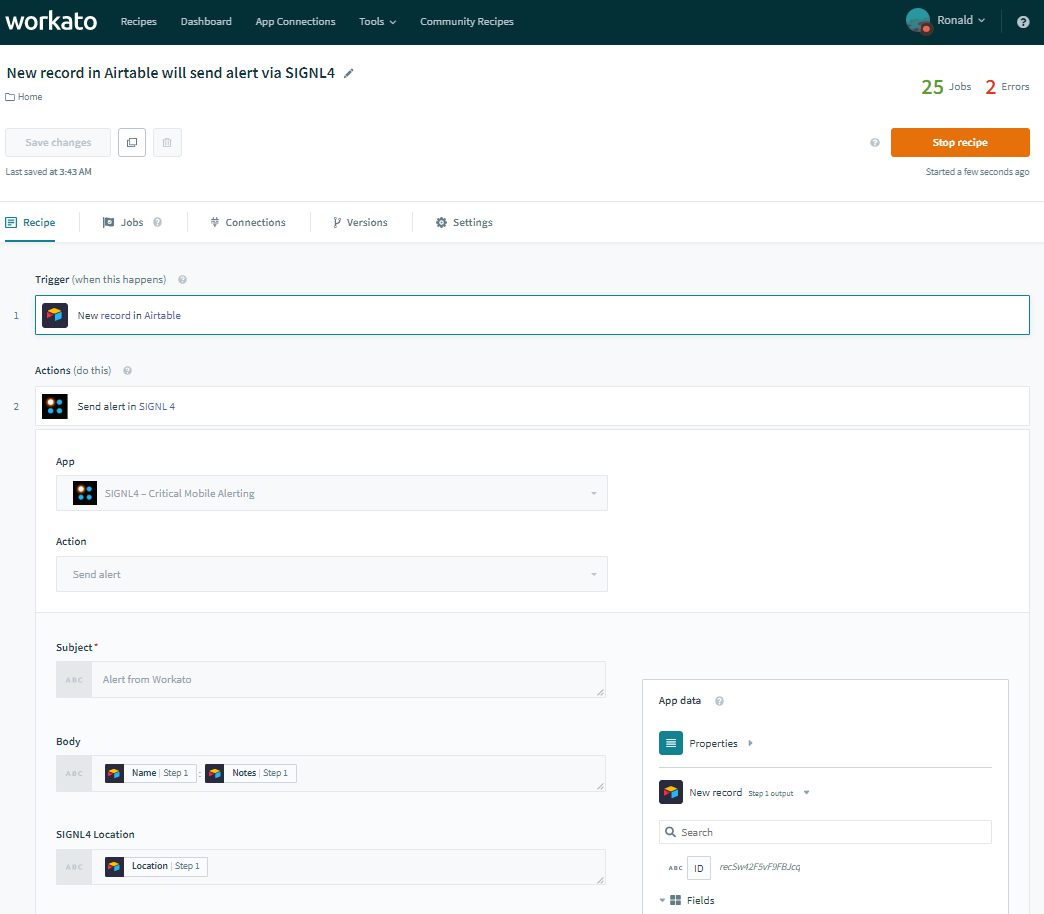 workato Recipes Dashboard App Connections Tools Community Recipes Ronald ?
New record in Airtable will send alert via SIGNL4
25 Jobs 2 Errors
Home
Save changes ? Stop recipe
Last saved at 3:43 AM Started a few seconds ago
Recipe Jobs ? Connections Versions Settings
Trigger (when this happens) ?
1 New record in Airtable
Actions (do this) ?
2 Send alert in SIGNL 4
App
SIGNL4 – Critical Mobile Alerting
Action
Send alert
Subject*
ABC Alert from Workato
Body
ABC Name | Step 1 : Notes | Step 1
SIGNL4 Location
ABC Location | Step 1
App data ?
Properties
New record Step 1 output
Search
ABC ID recSw42F5vF9FBJcq
Fields